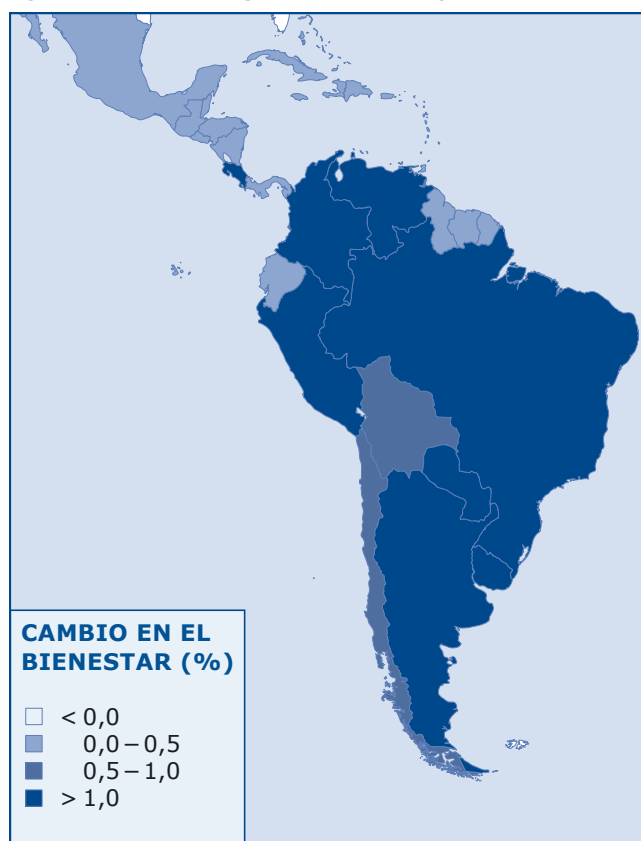 CAMBIO EN EL
BIENESTAR (%)
< 0,0
0,0 – 0,5
0,5 – 1,0
> 1,0